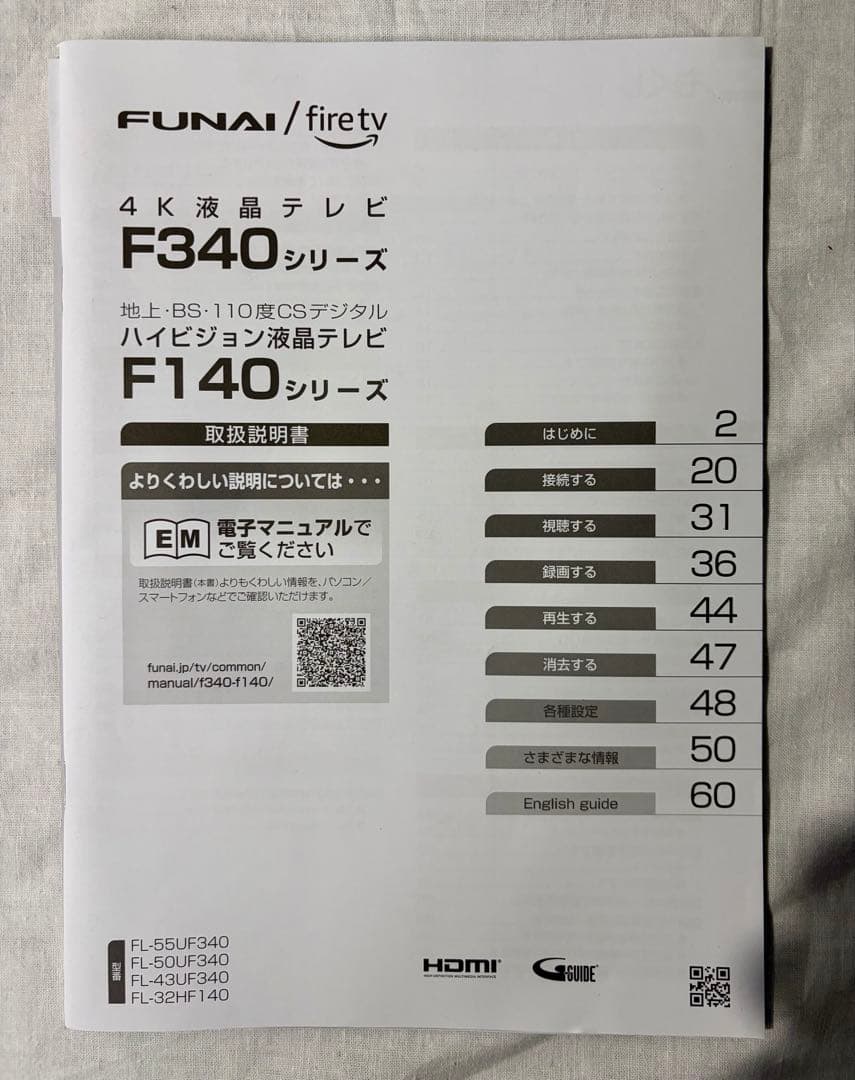 FUNAI / fire tv
4K液晶テレビ
F340シリーズ
地上・BS・110度CSデジタル
ハイビジョン液晶テレビ
F140シリーズ
取扱説明書
よりくわしい説明については・・・
EM 電子マニュアルで
ご覧ください
取扱説明書(本書)よりもくわしい情報を、パソコン/
スマートフォンなどでご確認いただけます。
funai.jp/tv/common/
manual/f340-f140/
はじめに 2
接続する 20
視聴する 31
録画する 36
再生する 44
消去する 47
各種設定 48
さまざまな情報 50
English guide 60
型番
FL-55UF340
FL-50UF340
FL-43UF340
FL-32HF140
HDMI
HIGH-DEFINITION MULTIMEDIA INTERFACE
G-GUIDE